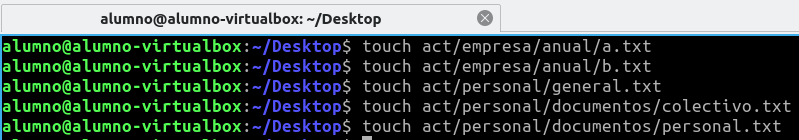 alumno@alumno-virtualbox: ~/Desktop
alumno@alumno-virtualbox:~/Desktop$ touch act/empresa/anual/a.txt
alumno@alumno-virtualbox:~/Desktop$ touch act/empresa/anual/b.txt
alumno@alumno-virtualbox:~/Desktop$ touch act/personal/general.txt
alumno@alumno-virtualbox:~/Desktop$ touch act/personal/documentos/colectivo.txt
alumno@alumno-virtualbox:~/Desktop$ touch act/personal/documentos/personal.txt